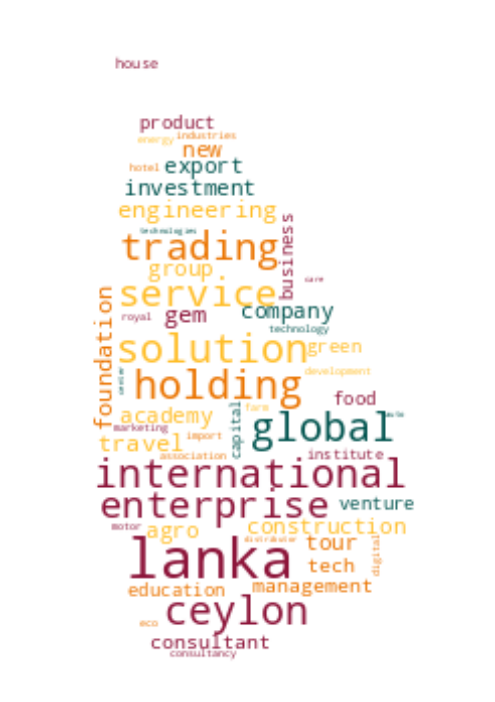 house
product
energy industries
new
hotel export
investment
engineering
technologies
trading
business
group
care
service
royal gem company
technology
foundation
solution green
development
center
holding
food
academy farm
capital
global auto
marketing
travel import
association institute
international
enterprise venture
motor agro construction
distributor
lanka tour
digital
tech
education management
ceylon
eco
consultant
consultancy